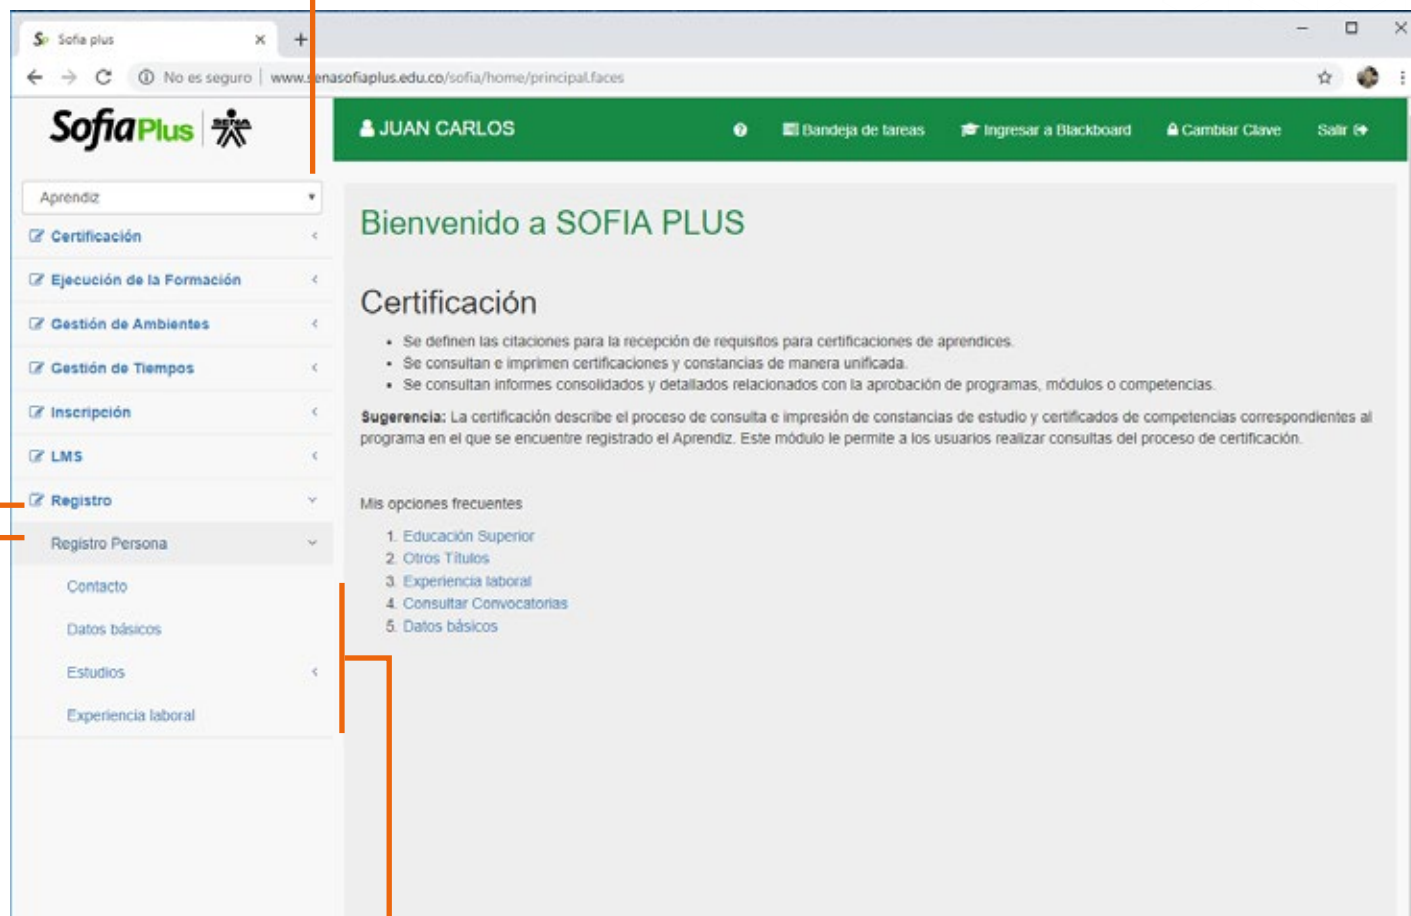 Sofia plus
No es seguro | www.senasofiaplus.edu.co/sofia/home/principal.faces
SofiaPlus SENA
JUAN CARLOS
Bandeja de tareas
Ingresar a Blackboard
Cambiar Clave
Salir
Aprendiz
Certificación
Ejecución de la Formación
Gestión de Ambientes
Gestión de Tiempos
Inscripción
LMS
Registro
Registro Persona
Contacto
Datos básicos
Estudios
Experiencia laboral
Bienvenido a SOFIA PLUS
Certificación
• Se definen las citaciones para la recepción de requisitos para certificaciones de aprendices.
• Se consultan e imprimen certificaciones y constancias de manera unificada.
• Se consultan informes consolidados y detallados relacionados con la aprobación de programas, módulos o competencias.
Sugerencia: La certificación describe el proceso de consulta e impresión de constancias de estudio y certificados de competencias correspondientes al
programa en el que se encuentre registrado el Aprendiz. Este módulo le permite a los usuarios realizar consultas del proceso de certificación.
Mis opciones frecuentes
1. Educación Superior
2. Otros Títulos
3. Experiencia laboral
4. Consultar Convocatorias
5. Datos básicos